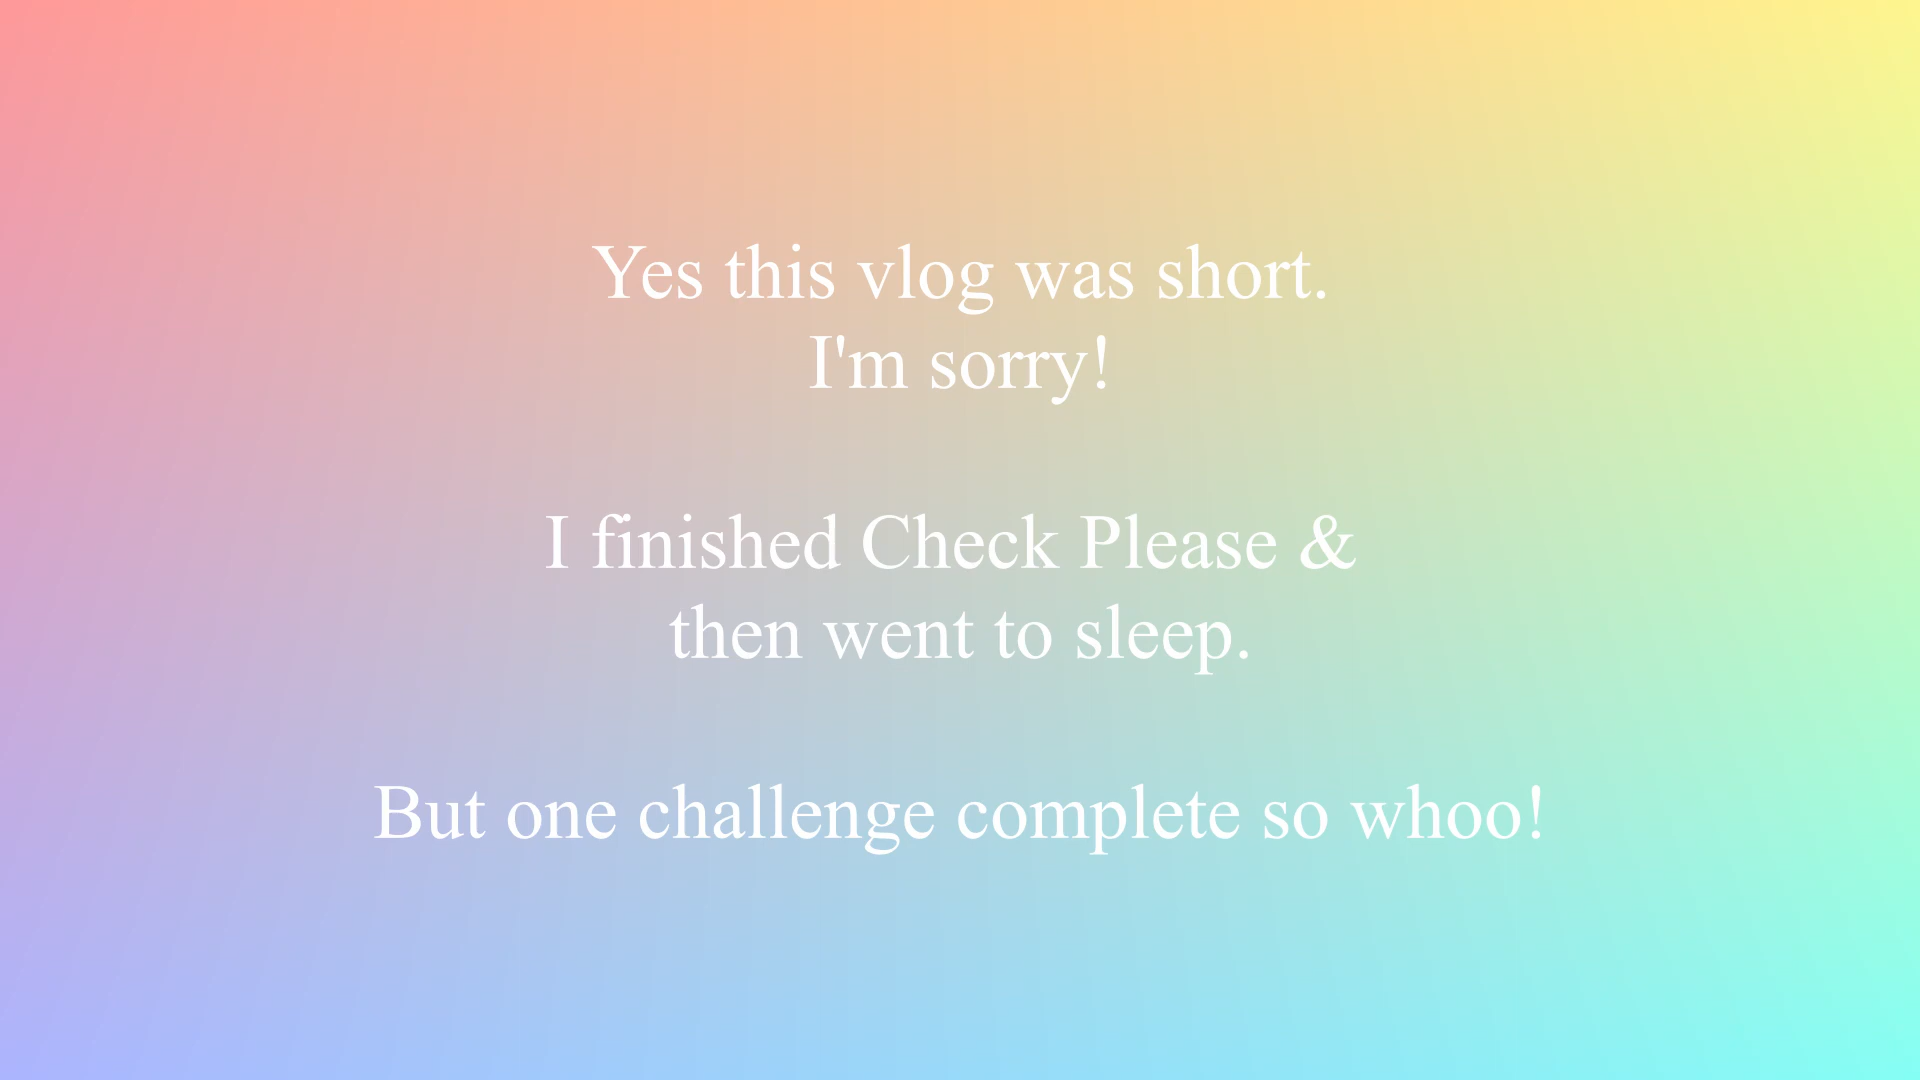 Yes this vlog was short.
I'm sorry!
I finished Check Please &
then went to sleep.
But one challenge complete so whoo!